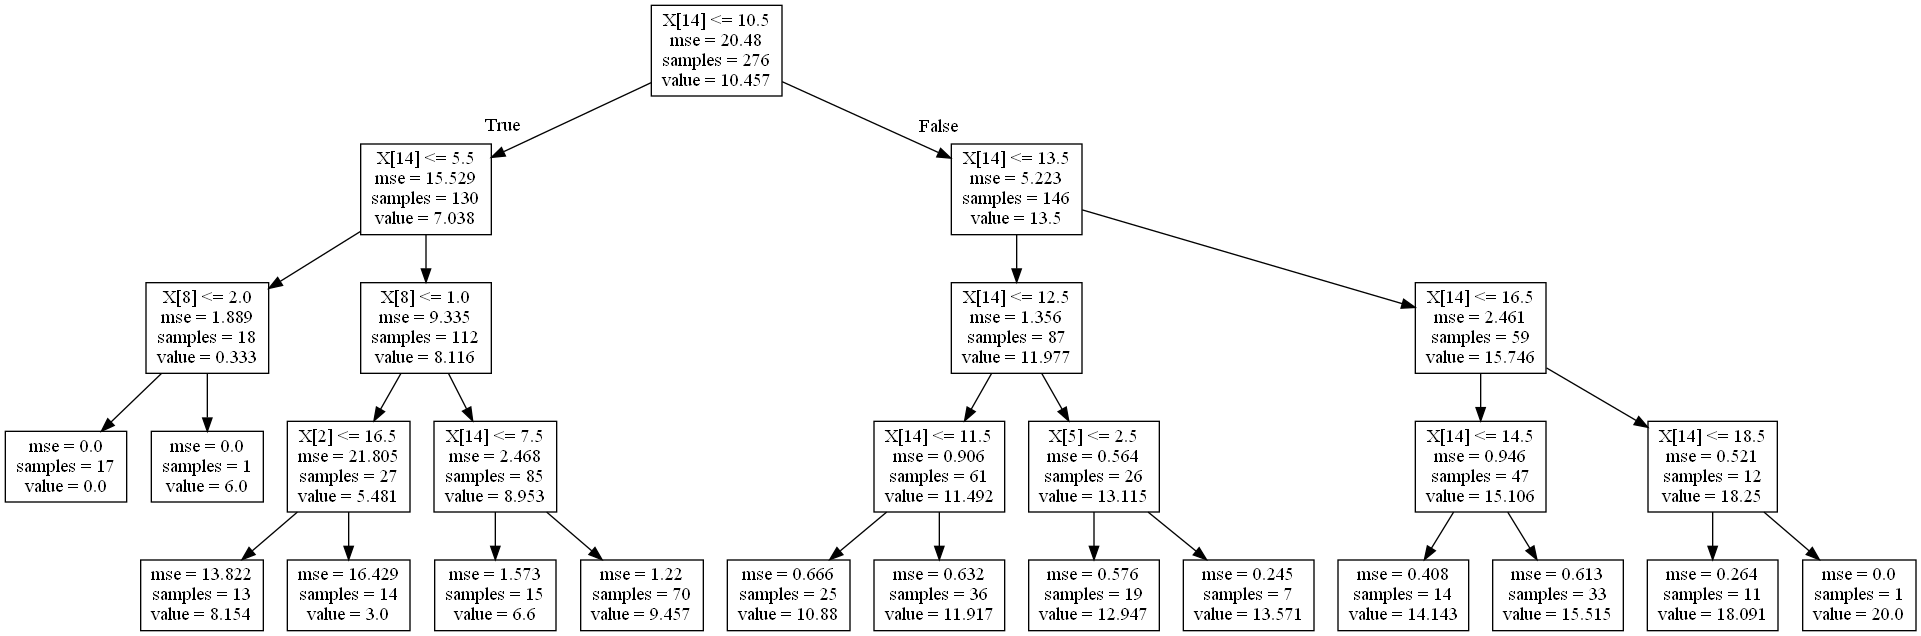 X[14] <= 10.5
mse = 20.48
samples = 276
value = 10.457
True
False
X[14] <= 5.5
mse = 15.529
samples = 130
value = 7.038
X[14] <= 13.5
mse = 5.223
samples = 146
value = 13.5
X[8] <= 2.0
mse = 1.889
samples = 18
value = 0.333
X[8] <= 1.0
mse = 9.335
samples = 112
value = 8.116
X[14] <= 12.5
mse = 1.356
samples = 87
value = 11.977
X[14] <= 16.5
mse = 2.461
samples = 59
value = 15.746
mse = 0.0
samples = 17
value = 0.0
mse = 0.0
samples = 1
value = 6.0
X[2] <= 16.5
mse = 21.805
samples = 27
value = 5.481
X[14] <= 7.5
mse = 2.468
samples = 85
value = 8.953
X[14] <= 11.5
mse = 0.906
samples = 61
value = 11.492
X[5] <= 2.5
mse = 0.564
samples = 26
value = 13.115
X[14] <= 14.5
mse = 0.946
samples = 47
value = 15.106
X[14] <= 18.5
mse = 0.521
samples = 12
value = 18.25
mse = 13.822
samples = 13
value = 8.154
mse = 16.429
samples = 14
value = 3.0
mse = 1.573
samples = 15
value = 6.6
mse = 1.22
samples = 70
value = 9.457
mse = 0.666
samples = 25
value = 10.88
mse = 0.632
samples = 36
value = 11.917
mse = 0.576
samples = 19
value = 12.947
mse = 0.245
samples = 7
value = 13.571
mse = 0.408
samples = 14
value = 14.143
mse = 0.613
samples = 33
value = 15.515
mse = 0.264
samples = 11
value = 18.091
mse = 0.0
samples = 1
value = 20.0